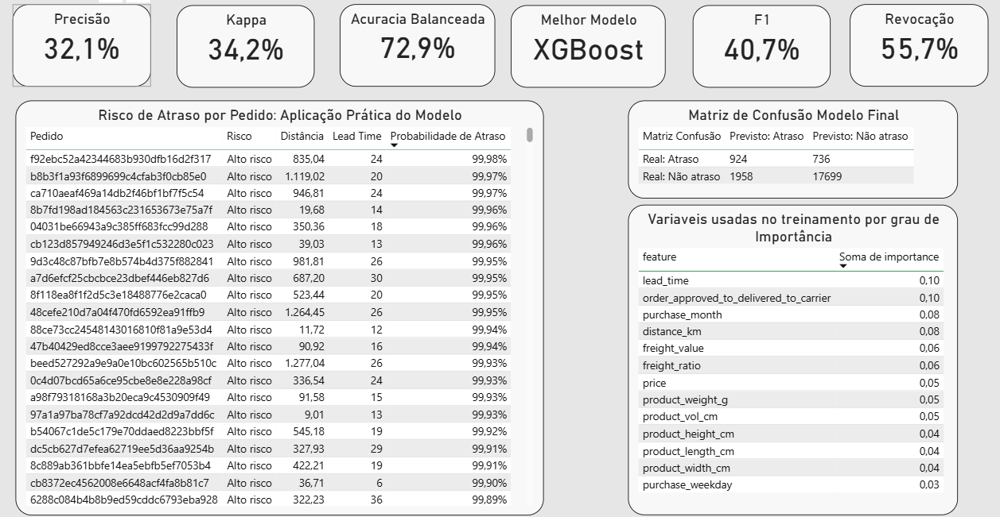 Precisão
32,1%
Kappa
34,2%
Acuracia Balanceada
72,9%
Melhor Modelo
XGBoost
F1
40,7%
Revocação
55,7%
Risco de Atraso por Pedido: Aplicação Prática do Modelo
Pedido Risco Distância Lead Time Probabilidade de Atraso
f92ebc52a42344683b930dfb16d2f317 Alto risco 835,04 24 99,98%
b8b3f1a93f6899699c4cfab3f0cb85e0 Alto risco 1.119,02 20 99,97%
ca710aeaf469a14db2f46bf1bf7f5c54 Alto risco 946,81 24 99,97%
8b7fd198ad184563c231653673e75a7f Alto risco 19,68 14 99,96%
04031be66943a9c385ff683fcc99d288 Alto risco 350,36 18 99,96%
cb123d857949246d3e5f1c532280c023 Alto risco 39,03 13 99,96%
9d3c48c87bfb7e8b574b4d375f882841 Alto risco 981,81 26 99,95%
a7d6efcf25cbcbce23dbef446eb827d6 Alto risco 687,20 30 99,95%
8f118ea8f1f2d5c3e18488776e2caca0 Alto risco 523,44 20 99,95%
48cefe210d7a04f470fd6592ea91ffb9 Alto risco 1.264,45 26 99,95%
88ce73cc24548143016810f81a9e53d4 Alto risco 11,72 12 99,94%
47b40429ed8cce3aee9199792275433f Alto risco 90,92 16 99,94%
beed527292a9e9a0e10bc602565b510c Alto risco 1.277,04 26 99,93%
0c4d07bcd65a6ce95cbe8e8e228a98cf Alto risco 336,54 24 99,93%
a98f79318168a3b20eca9c4530909f49 Alto risco 91,58 15 99,93%
97a1a97ba78cf7a92dcd42d2d9a7dd6c Alto risco 9,01 13 99,93%
b54067c1de5c179e70ddaed8223bbf5f Alto risco 545,18 19 99,92%
dc5cb627d7efea62719ee5d36aa9254b Alto risco 327,93 29 99,91%
8c889ab361bbfe14ea5ebfb5ef7053b4 Alto risco 422,21 19 99,91%
cb8372ec4562008e6648acf4fa8b81c7 Alto risco 36,71 6 99,90%
6288c084b4b8b9ed59cddc6793eba928 Alto risco 322,23 36 99,89%
Matriz de Confusão Modelo Final
Matriz Confusão Previsto: Atraso Previsto: Não atraso
Real: Atraso 924 736
Real: Não atraso 1958 17699
Variaveis usadas no treinamento por grau de
Importância
feature Soma de importance
lead_time 0,10
order_approved_to_delivered_to_carrier 0,10
purchase_month 0,08
distance_km 0,08
freight_value 0,06
freight_ratio 0,06
price 0,05
product_weight_g 0,05
product_vol_cm 0,05
product_height_cm 0,04
product_length_cm 0,04
product_width_cm 0,04
purchase_weekday 0,03